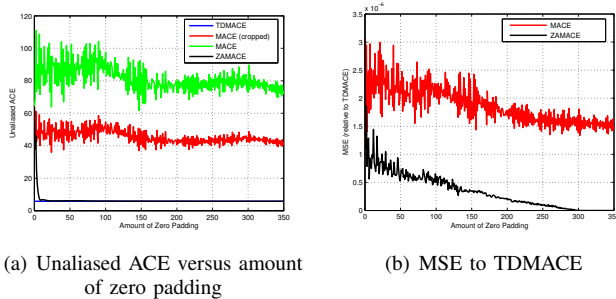 TDMACE
MACE (cropped)
MACE
ZAMACE
Unaliased ACE
120
100
80
60
40
20
0
0 50 100 150 200 250 300 350
Amount of Zero Padding
(a) Unaliased ACE versus amount
of zero padding
x 10^-6
MACE
ZAMACE
MSE (relative to TDMACE)
3.5
3
2.5
2
1.5
1
0.5
0
0 50 100 150 200 250 300 350
Amount of Zero Padding
(b) MSE to TDMACE